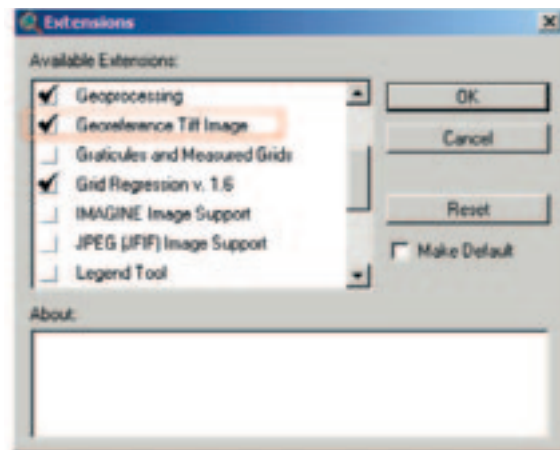 Extensions
Available Extensions:
Geoprocessing
Georeference Tiff Image
Graticules and Measured Grids
Grid Regression v. 1.6
IMAGINE Image Support
JPEG (JFIF) Image Support
Legend Tool
OK
Cancel
Reset
Make Default
About: